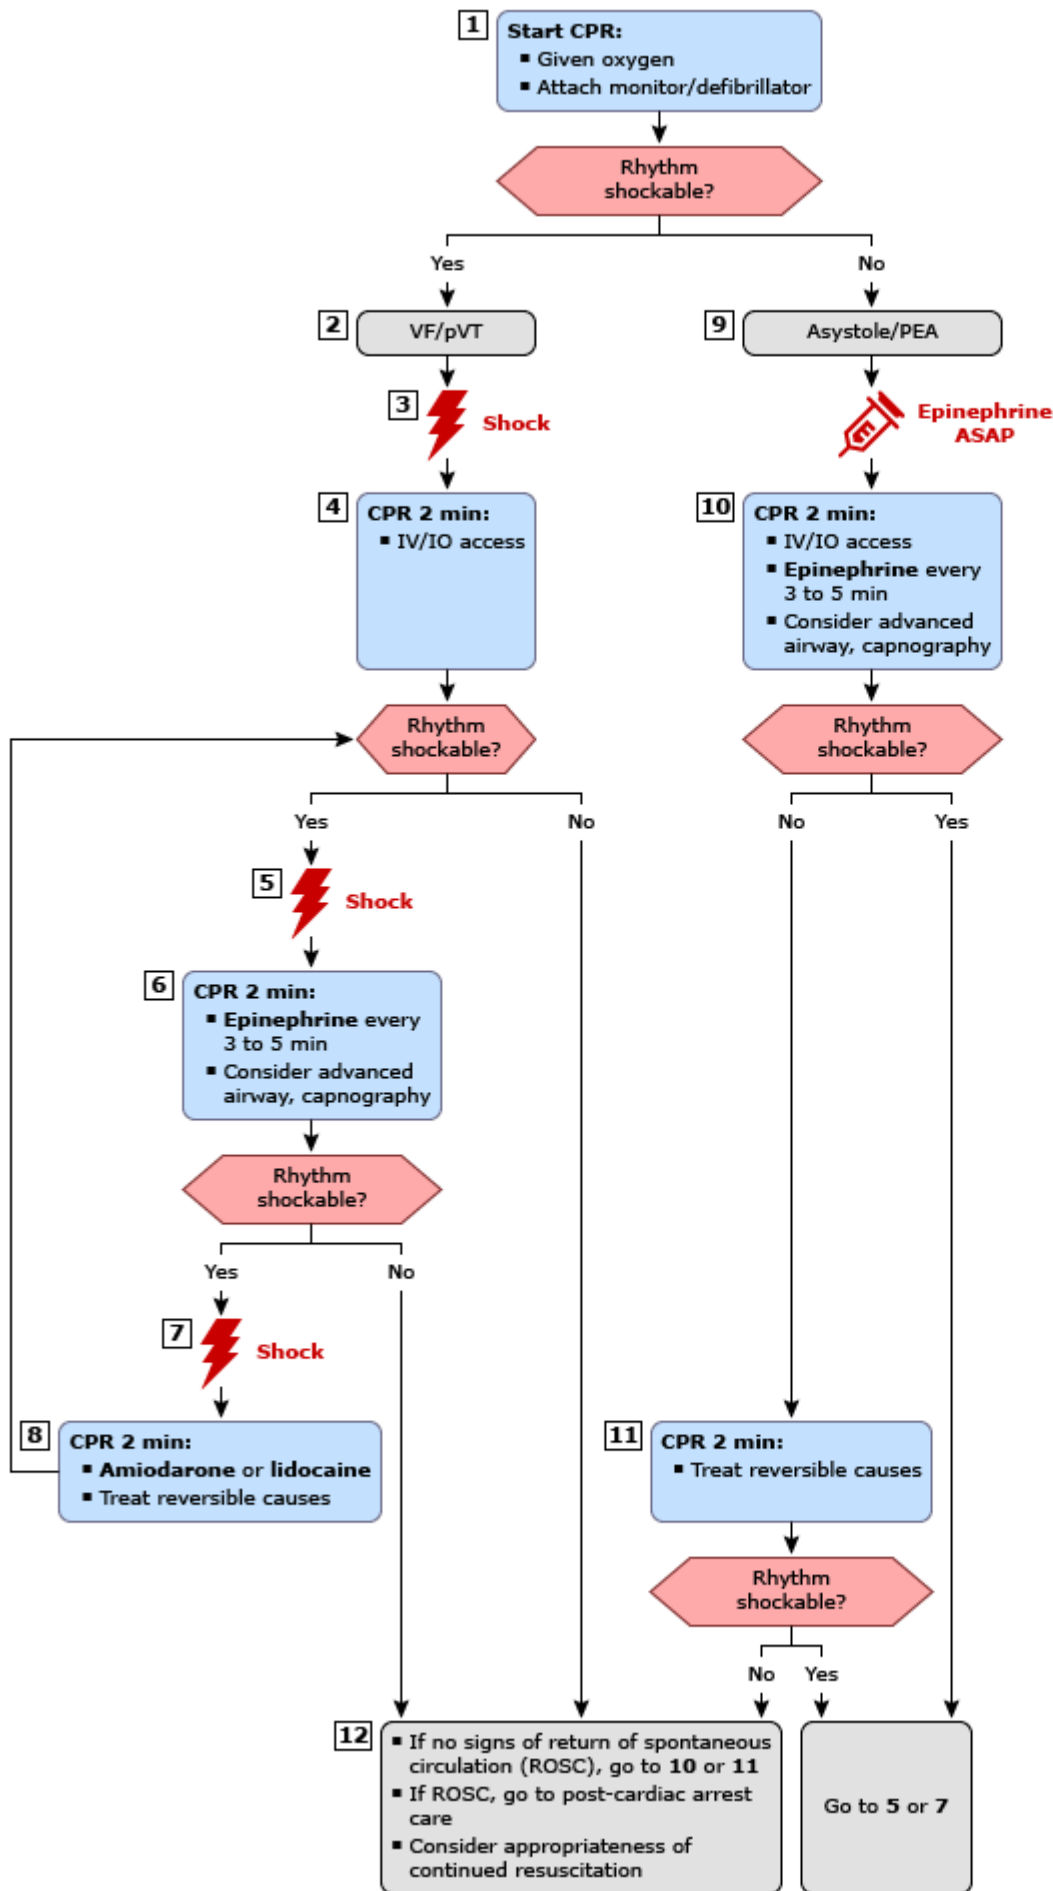 1
Start CPR:
▪ Given oxygen
▪ Attach monitor/defibrillator
Rhythm
shockable?
Yes
No
2
VF/pVT
9
Asystole/PEA
3
Shock
E
Epinephrine
ASAP
4
CPR 2 min:
▪ IV/IO access
10
CPR 2 min:
▪ IV/IO access
▪ Epinephrine every
3 to 5 min
▪ Consider advanced
airway, capnography
Rhythm
shockable?
Rhythm
shockable?
Yes
No
No
Yes
5
Shock
6
CPR 2 min:
▪ Epinephrine every
3 to 5 min
▪ Consider advanced
airway, capnography
Rhythm
shockable?
Yes
No
7
Shock
8
CPR 2 min:
▪ Amiodarone or lidocaine
▪ Treat reversible causes
11
CPR 2 min:
▪ Treat reversible causes
Rhythm
shockable?
No
Yes
12
▪ If no signs of return of spontaneous
circulation (ROSC), go to 10 or 11
▪ If ROSC, go to post-cardiac arrest
care
▪ Consider appropriateness of
continued resuscitation
Go to 5 or 7